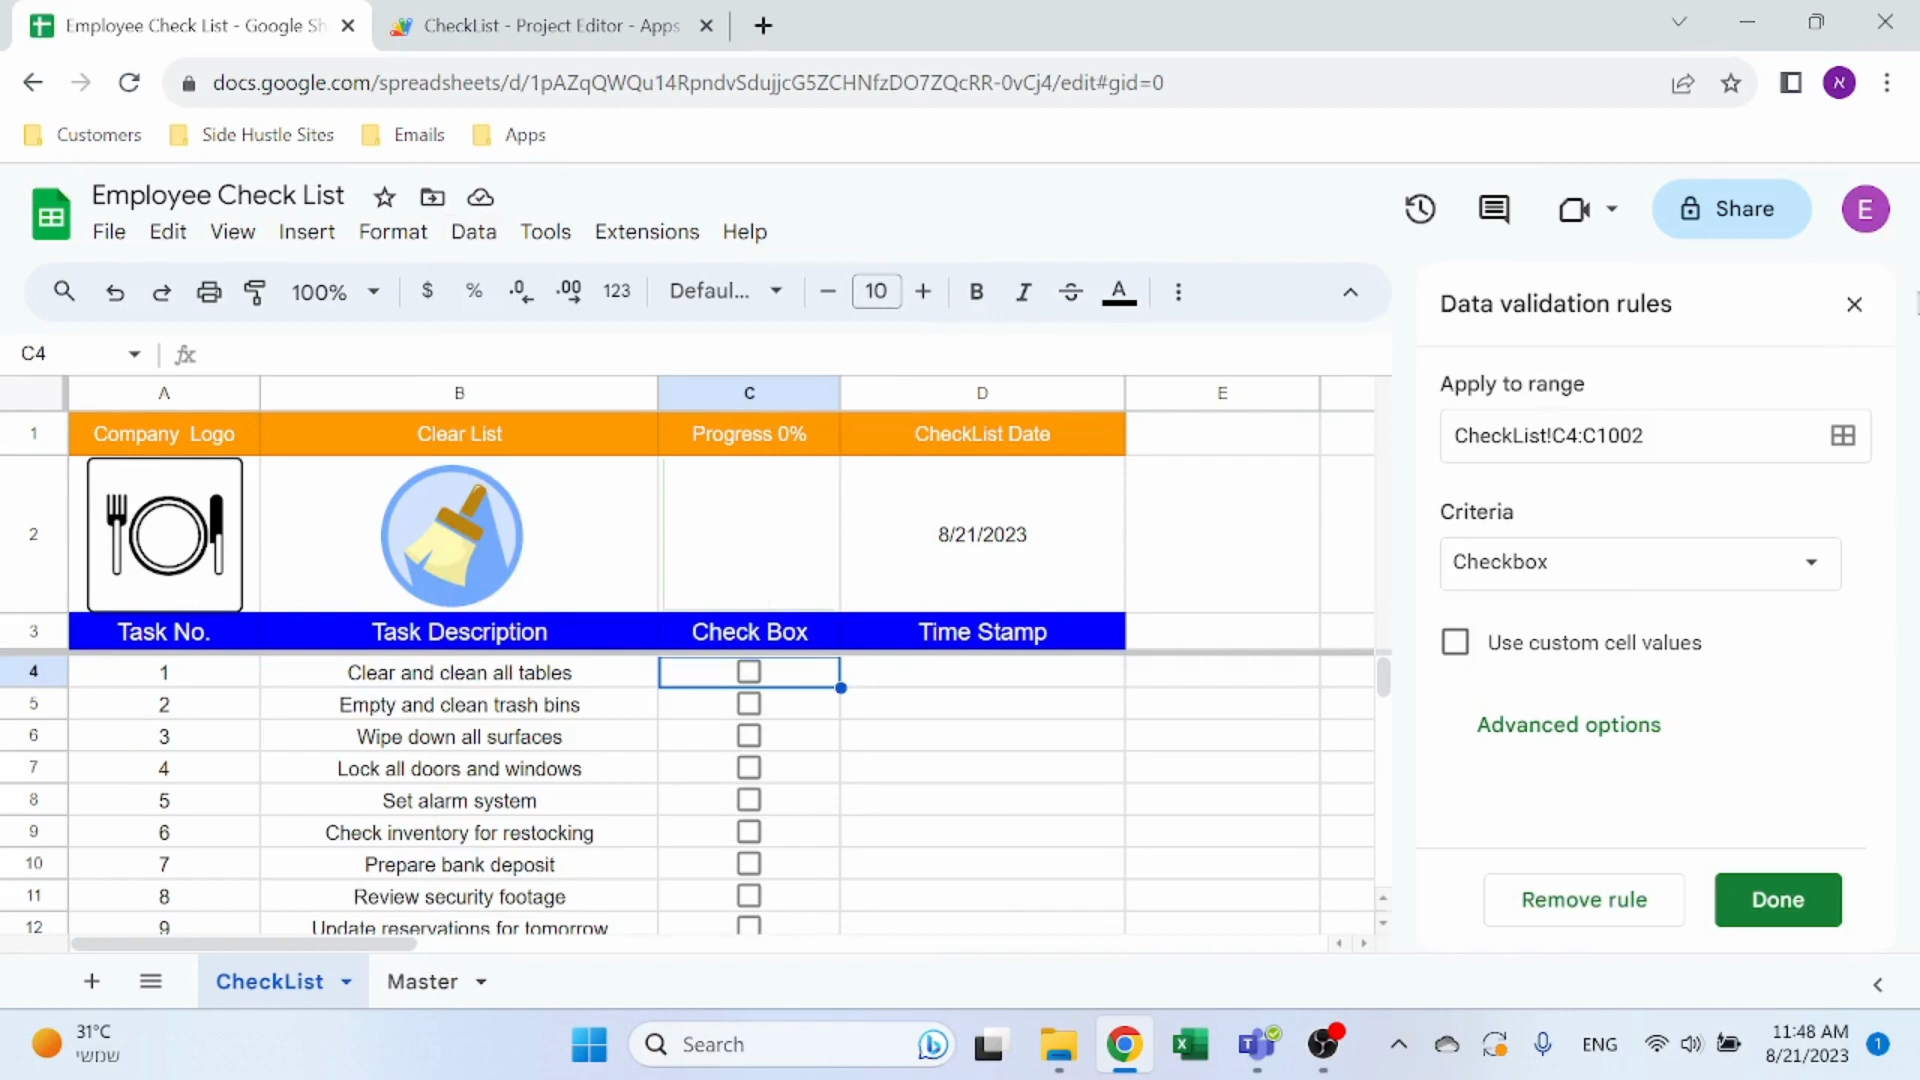 Employee Check List - Google Sh
CheckList - Project Editor - Apps
docs.google.com/spreadsheets/d/1pAZqQWQu14RpndvSdujjcG5ZCHNfzDO7ZQcRR-0vCj4/edit#gid=0
א
Customers
Side Hustle Sites
Emails
Apps
Employee Check List
File Edit View Insert Format Data Tools Extensions Help
Share
E
100%
$ % .0 .00 123
Defaul...
10
B I S A
C4
fx
A B C D E
1 Company Logo Clear List Progress 0% CheckList Date
2 8/21/2023
3 Task No. Task Description Check Box Time Stamp
4 1 Clear and clean all tables
5 2 Empty and clean trash bins
6 3 Wipe down all surfaces
7 4 Lock all doors and windows
8 5 Set alarm system
9 6 Check inventory for restocking
10 7 Prepare bank deposit
11 8 Review security footage
12 9 Update reservations for tomorrow
Data validation rules
Apply to range
CheckList!C4:C1002
Criteria
Checkbox
Use custom cell values
Advanced options
Remove rule
Done
CheckList
Master
31°C
שמשי
Search
ENG
11:48 AM
8/21/2023
1